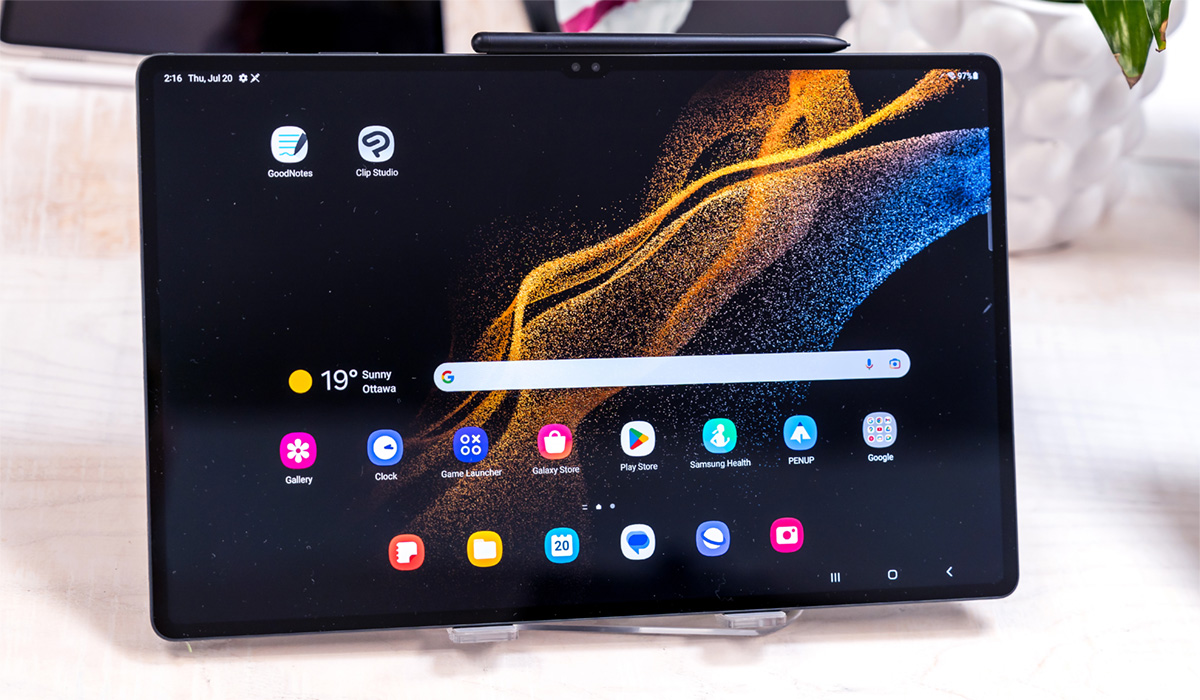 2:16 Thu, Jul 20
97%
GoodNotes
Clip Studio
19° Sunny
Ottawa
G
Gallery
Clock
Game Launcher
Galaxy Store
Play Store
Samsung Health
PENUP
Google
20